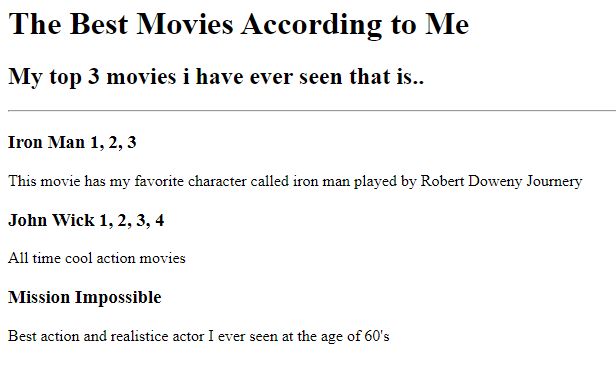 The Best Movies According to Me
My top 3 movies i have ever seen that is..
Iron Man 1, 2, 3
This movie has my favorite character called iron man played by Robert Doweny Journery
John Wick 1, 2, 3, 4
All time cool action movies
Mission Impossible
Best action and realistice actor I ever seen at the age of 60's